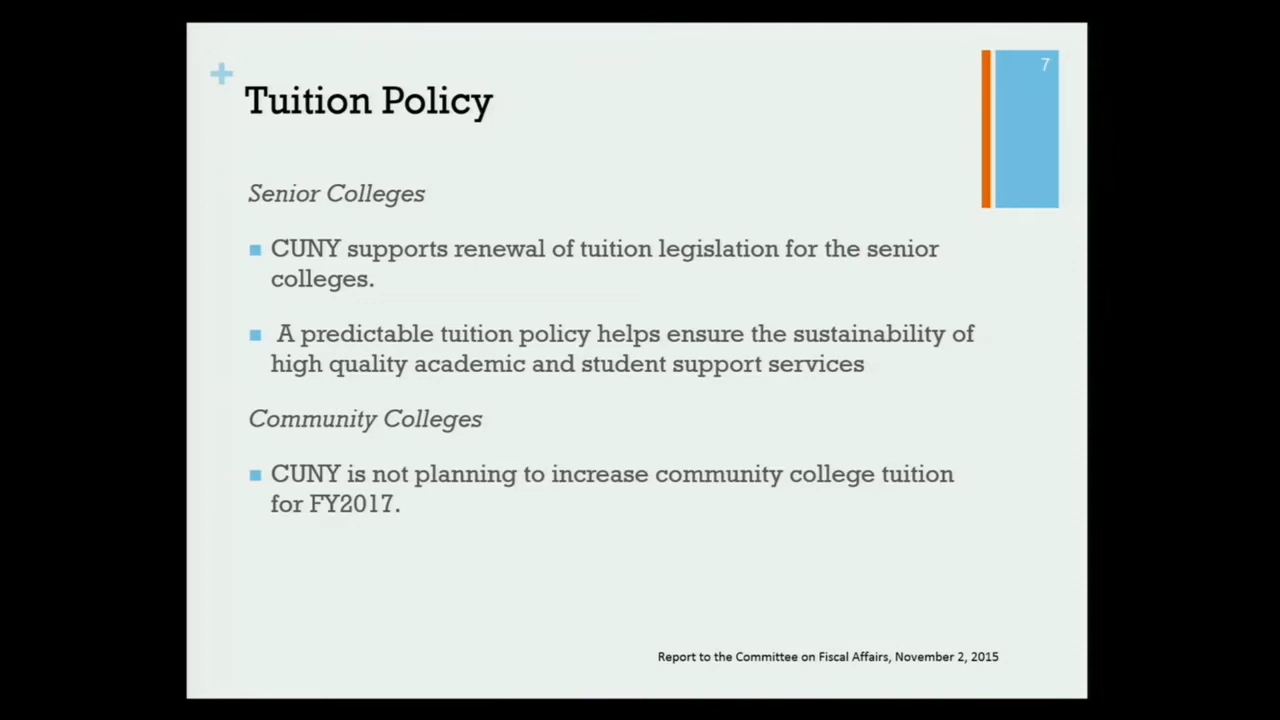 7
+
Tuition Policy
Senior Colleges
■ CUNY supports renewal of tuition legislation for the senior
colleges.
■ A predictable tuition policy helps ensure the sustainability of
high quality academic and student support services
Community Colleges
■ CUNY is not planning to increase community college tuition
for FY2017.
Report to the Committee on Fiscal Affairs, November 2, 2015